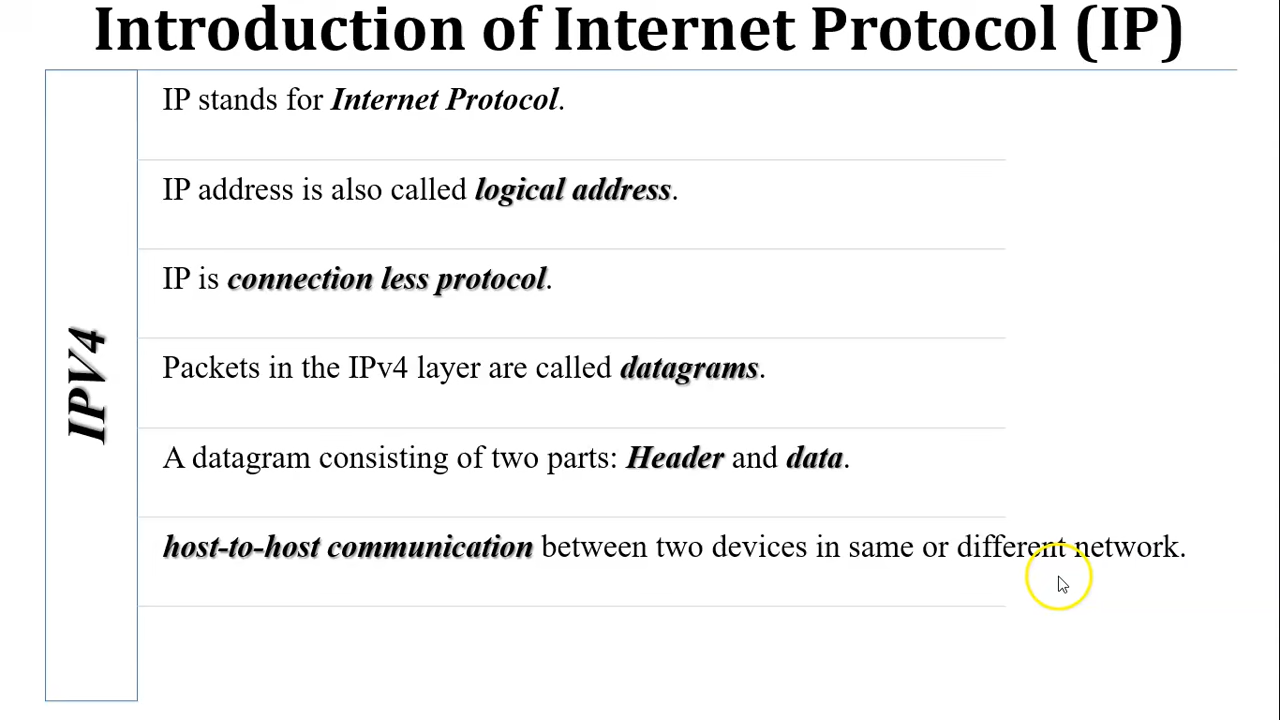 Introduction of Internet Protocol (IP)
IPV4
IP stands for Internet Protocol.
IP address is also called logical address.
IP is connection less protocol.
Packets in the IPv4 layer are called datagrams.
A datagram consisting of two parts: Header and data.
host-to-host communication between two devices in same or different network.